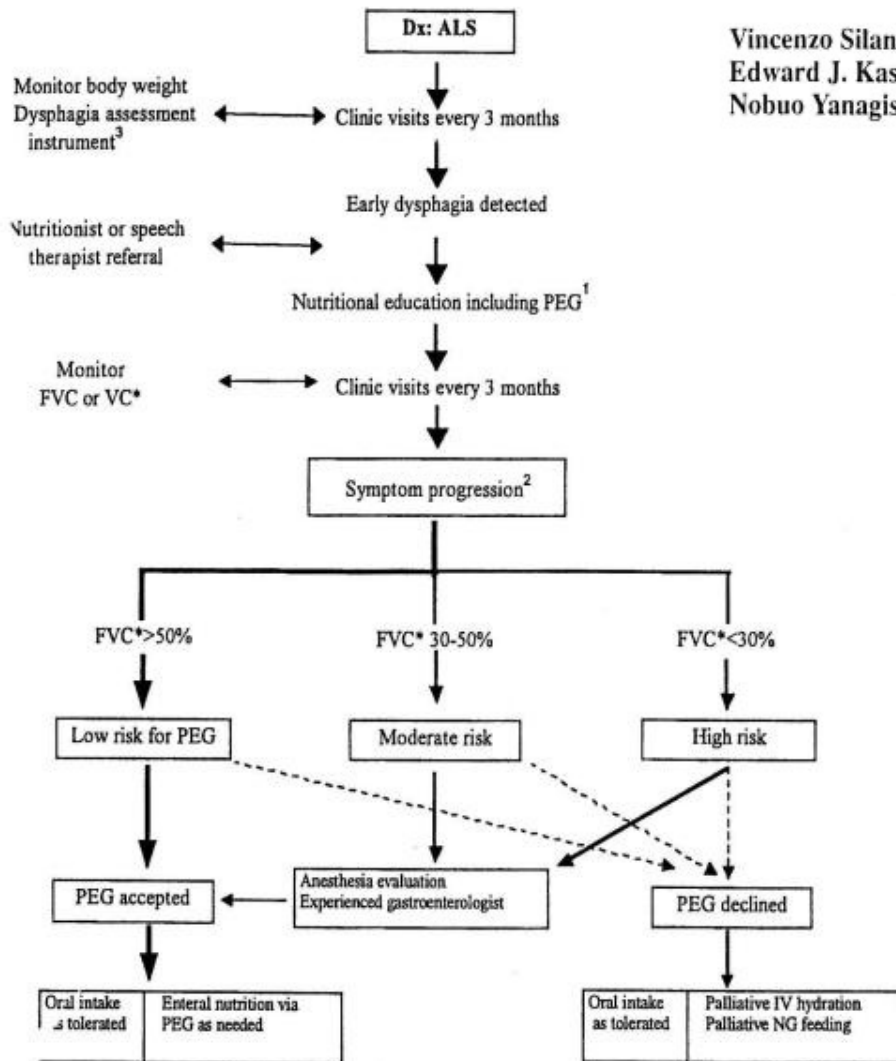 Dx: ALS
Vincenzo Silan
Edward J. Kas
Nobuo Yanagis
Monitor body weight
Dysphagia assessment
instrument3
Clinic visits every 3 months
Early dysphagia detected
Nutritionist or speech
therapist referral
Nutritional education including PEG1
Monitor
FVC or VC*
Clinic visits every 3 months
Symptom progression2
FVC*>50%
FVC* 30-50%
FVC*<30%
Low risk for PEG
Moderate risk
High risk
PEG accepted
Anesthesia evaluation
Experienced gastroenterologist
PEG declined
Oral intake
as tolerated
Enteral nutrition via
PEG as needed
Oral intake
as tolerated
Palliative IV hydration
Palliative NG feeding